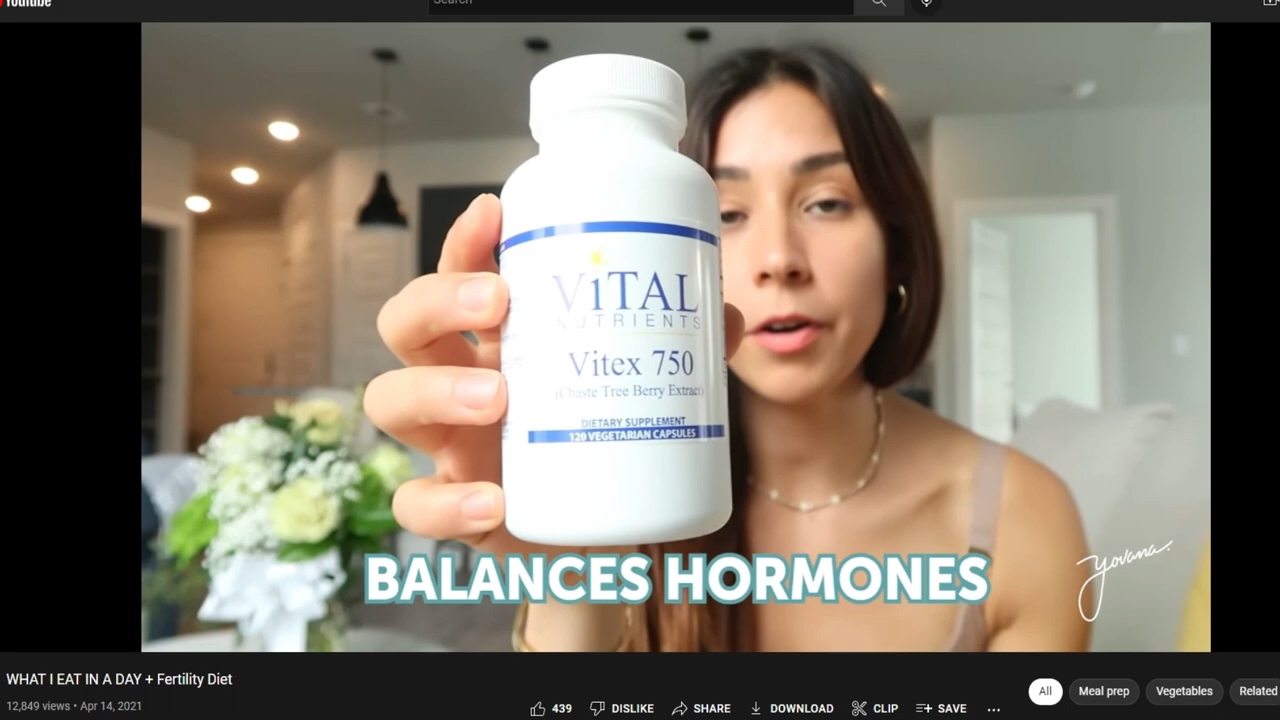 YouTube
Search
ViTAL
NUTRIENTS
Vitex 750
(Chaste Tree Berry Extract)
DIETARY SUPPLEMENT
120 VEGETARIAN CAPSULES
BALANCES HORMONES
Yovana.
WHAT I EAT IN A DAY + Fertility Diet
12,849 views • Apr 14, 2021
439 DISLIKE SHARE DOWNLOAD CLIP SAVE ...
All Meal prep Vegetables Related